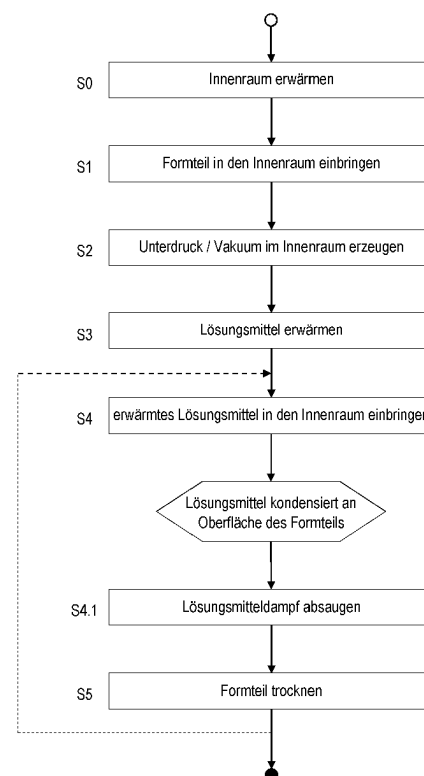 S0 Innenraum erwärmen
S1 Formteil in den Innenraum einbringen
S2 Unterdruck / Vakuum im Innenraum erzeugen
S3 Lösungsmittel erwärmen
S4 erwärmtes Lösungsmittel in den Innenraum einbringen
Lösungsmittel kondensiert an
Oberfläche des Formteils
S4.1 Lösungsmitteldampf absaugen
S5 Formteil trocknen